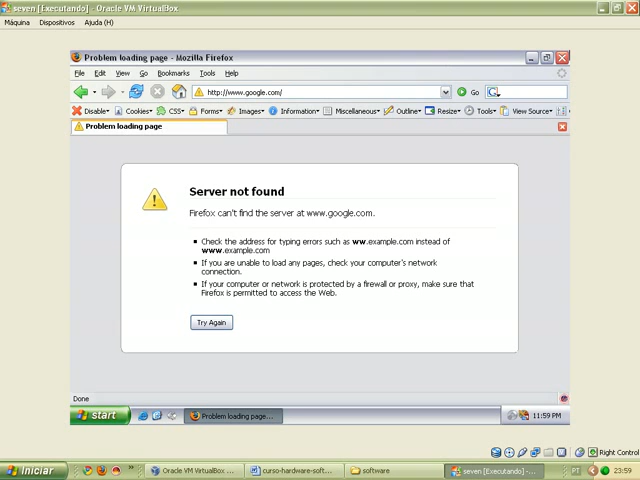 seven [Executando] - Oracle VM VirtualBox
Máquina Dispositivos Ajuda (H)
Problem loading page - Mozilla Firefox
File Edit View Go Bookmarks Tools Help
http://www.google.com/ Go G
Disable Cookies CSS Forms Images Information Miscellaneous Outline Resize Tools View Source
Problem loading page
Server not found
Firefox can't find the server at www.google.com.
Check the address for typing errors such as ww.example.com instead of
www.example.com
If you are unable to load any pages, check your computer's network
connection.
If your computer or network is protected by a firewall or proxy, make sure that
Firefox is permitted to access the Web.
Try Again
Done
start Problem loading page... 11:59 PM
Right Control
Iniciar Oracle VM VirtualBox ... curso-hardware-soft... software seven [Executando] -... PT 23:59